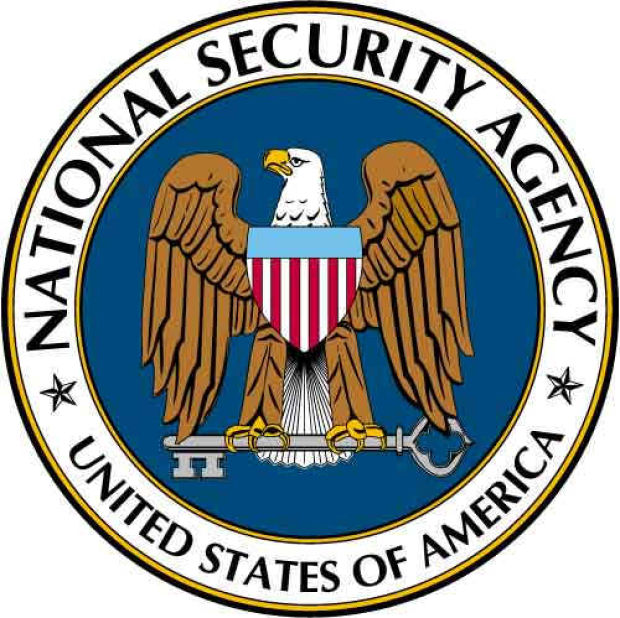 NATIONAL SECURITY AGENCY
UNITED STATES OF AMERICA